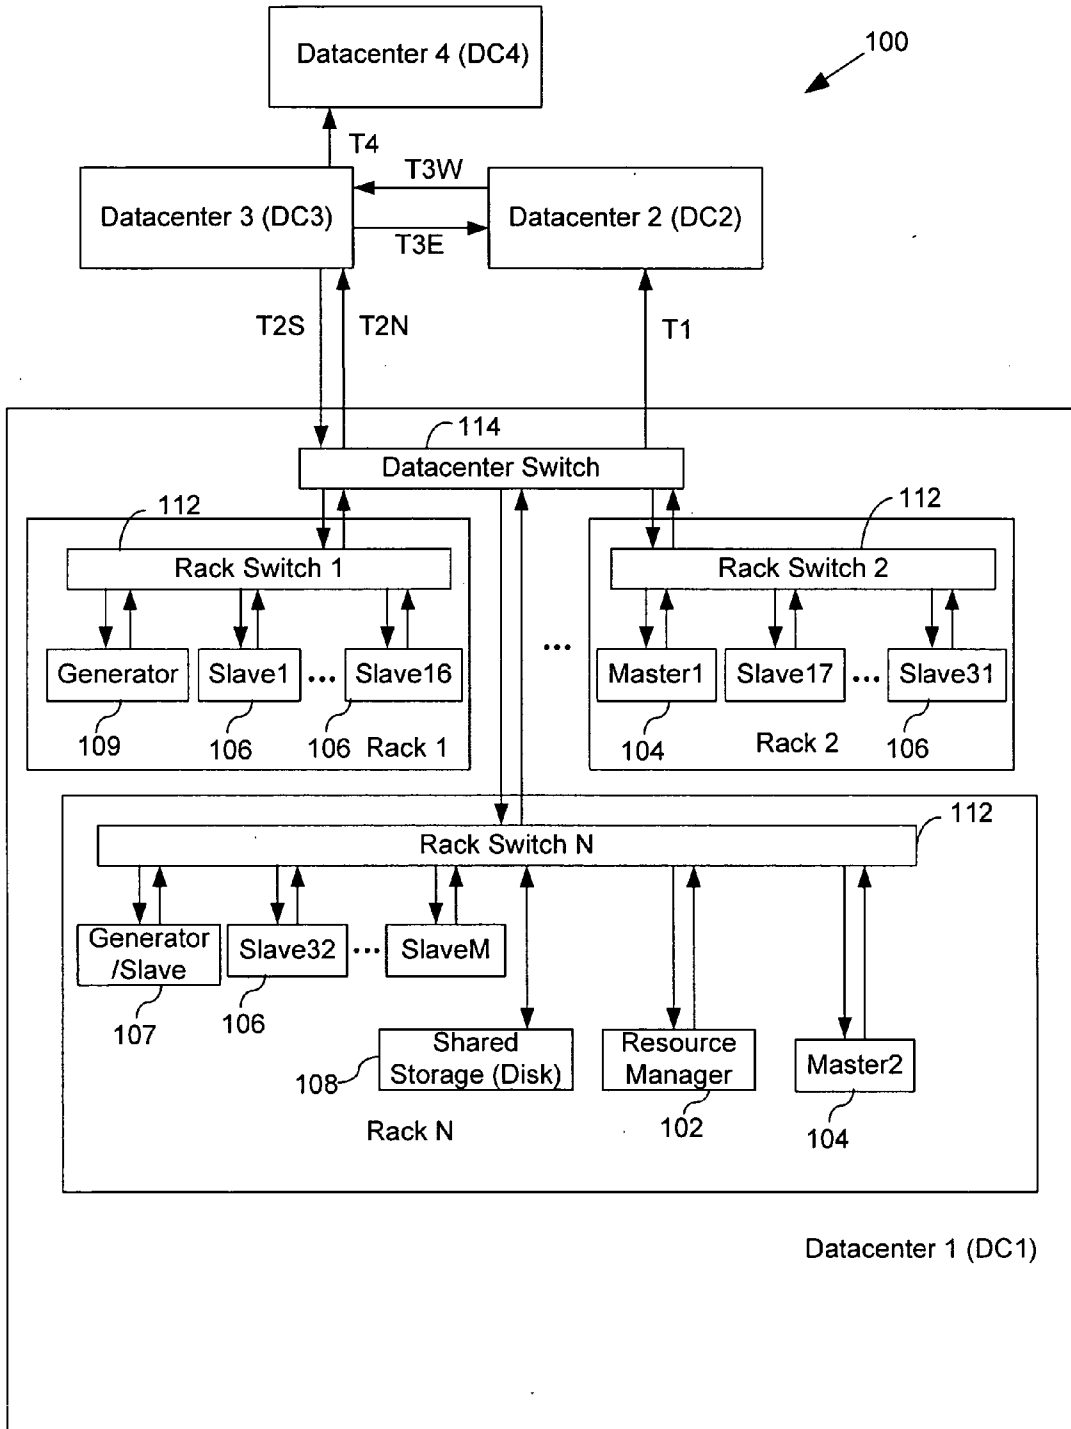 Datacenter 4 (DC4)
100
T4
T3W
Datacenter 3 (DC3)
Datacenter 2 (DC2)
T3E
T2S
T2N
T1
114
Datacenter Switch
112
112
Rack Switch 1
Rack Switch 2
Generator
Slave1
...
Slave16
...
Master1
Slave17
...
Slave31
109
106
106
Rack 1
104
Rack 2
106
112
Rack Switch N
Generator
/Slave
Slave32
...
SlaveM
107
106
Shared
Storage (Disk)
108
Resource
Manager
102
Master2
104
Rack N
Datacenter 1 (DC1)